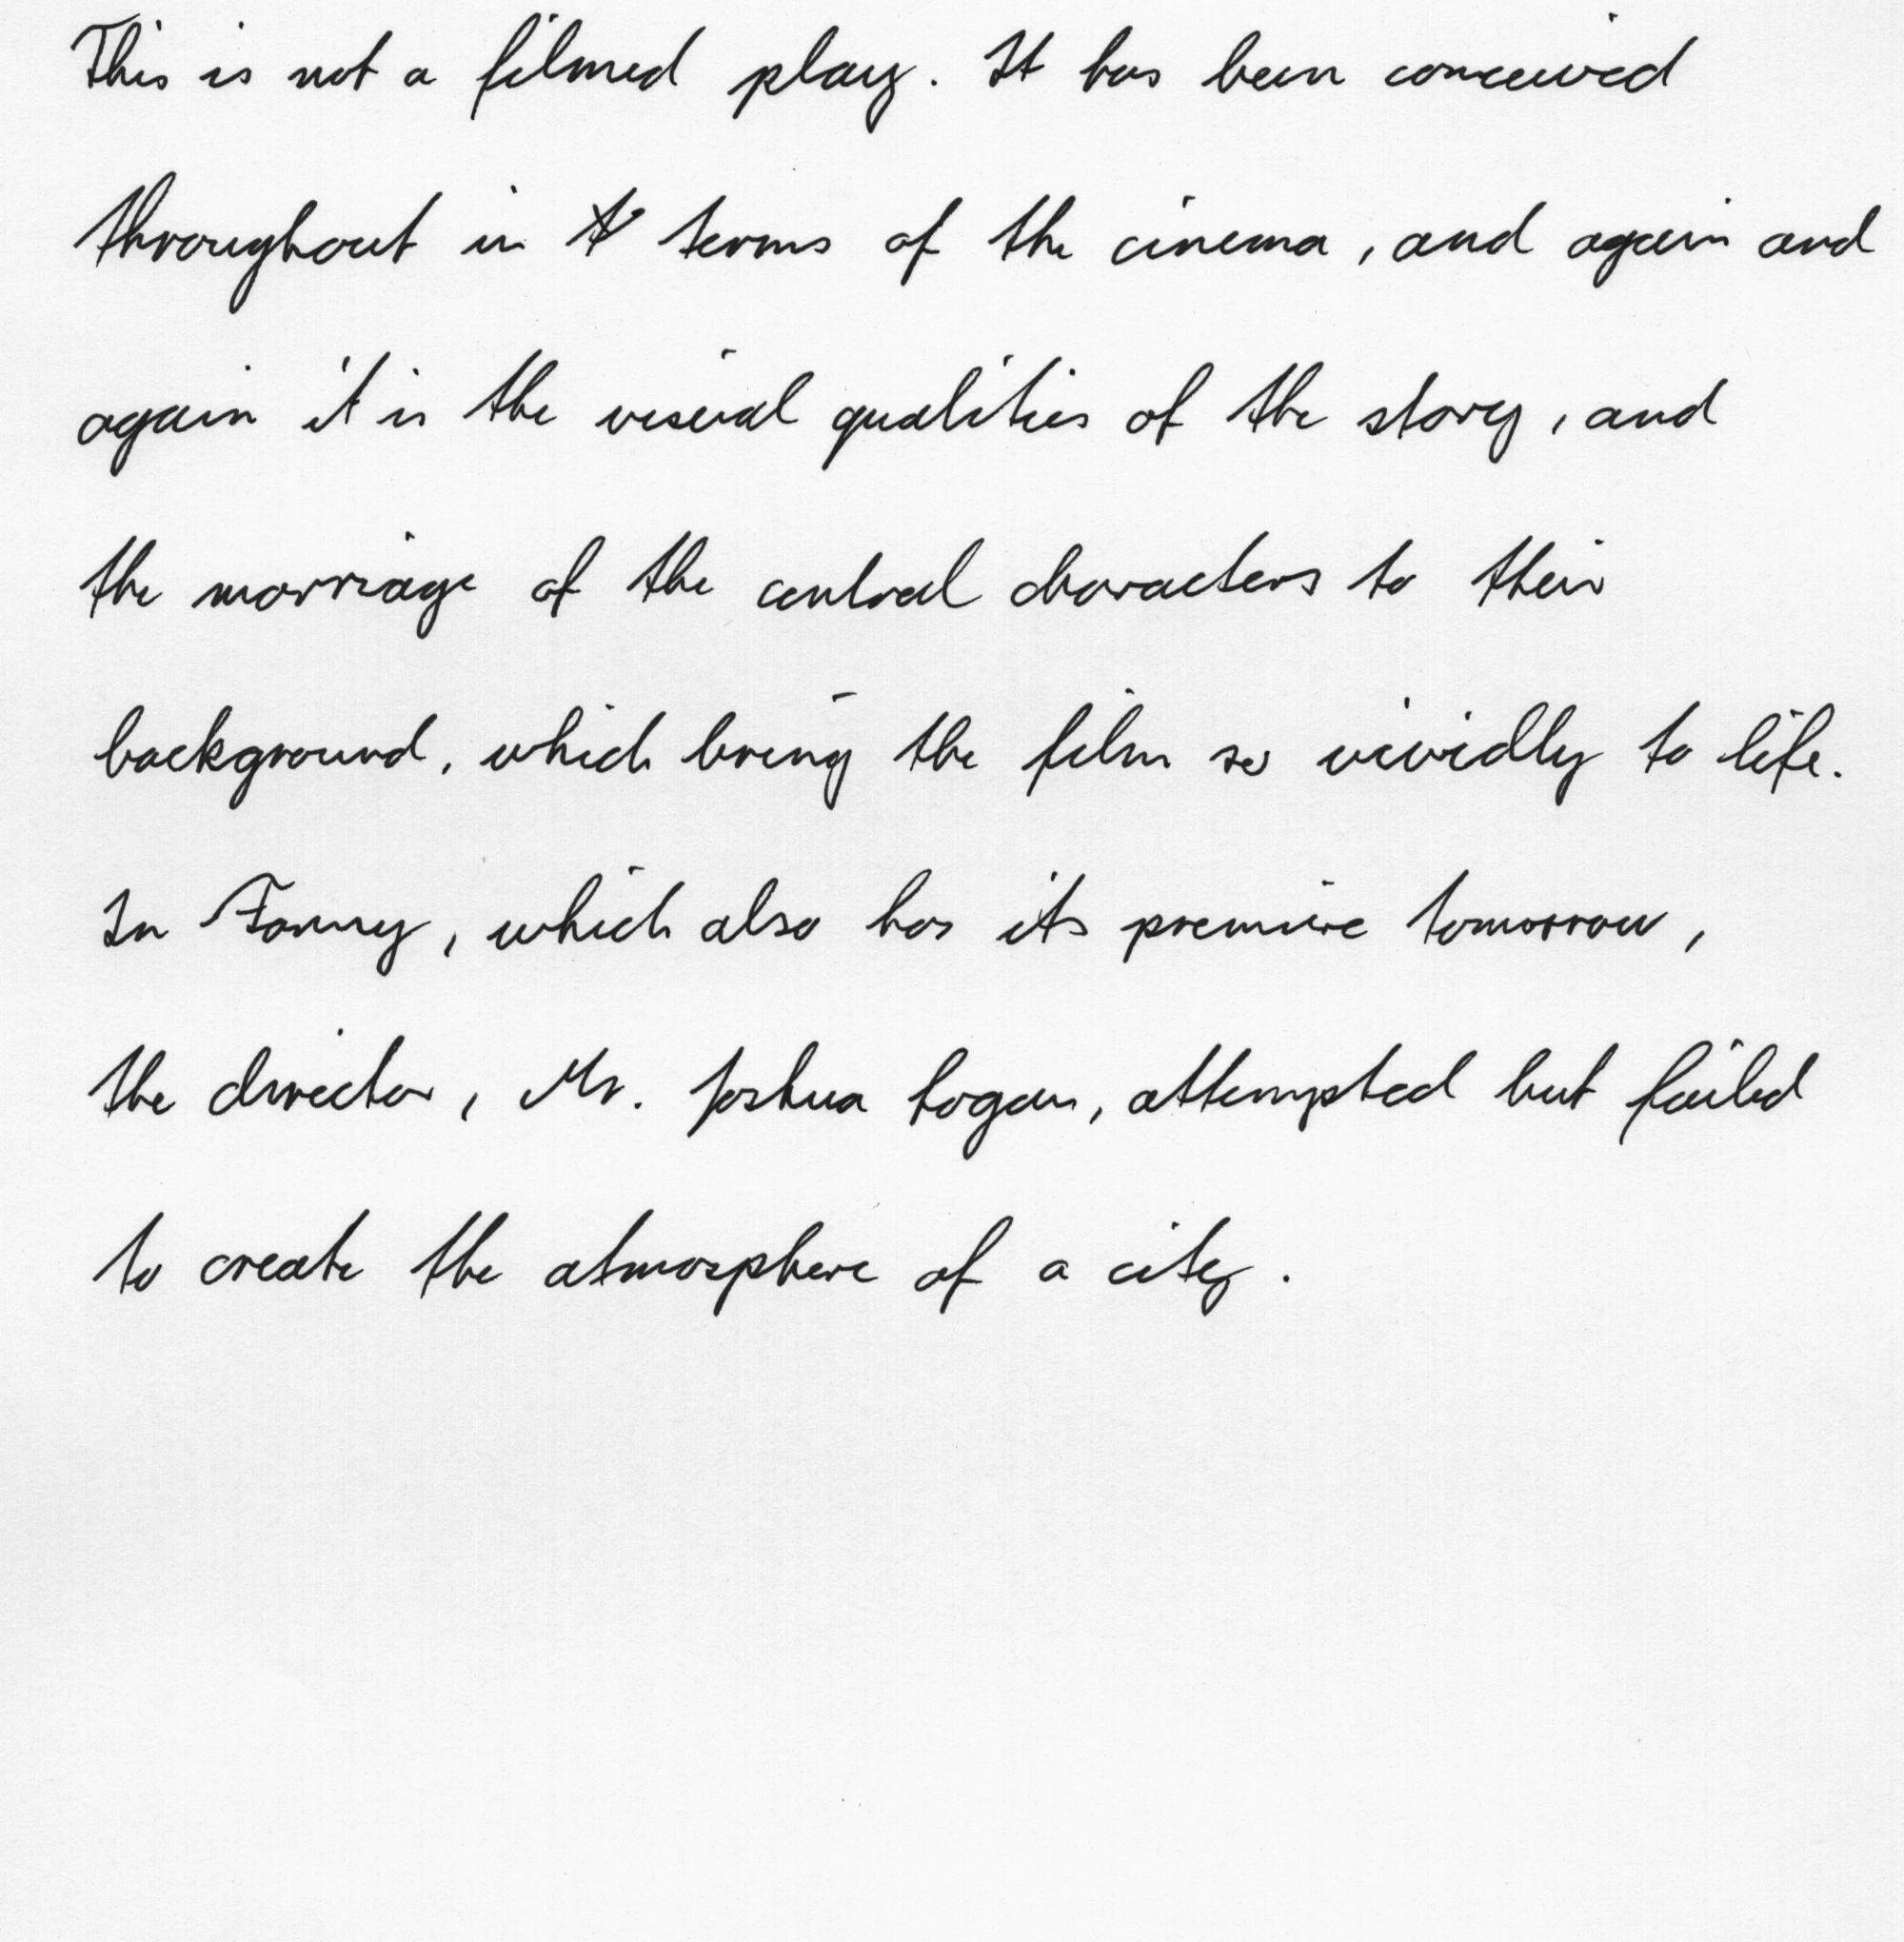 This is not a filmed play. It has been conceived
throughout in terms of the cinema, and again and
again it is the visual qualities of the story, and
the marriage of the central characters to their
background, which bring the film so vividly to life.
In Fanny, which also has its premiere tomorrow,
the director, Mr. Joshua Logan, attempted but failed
to create the atmosphere of a city.